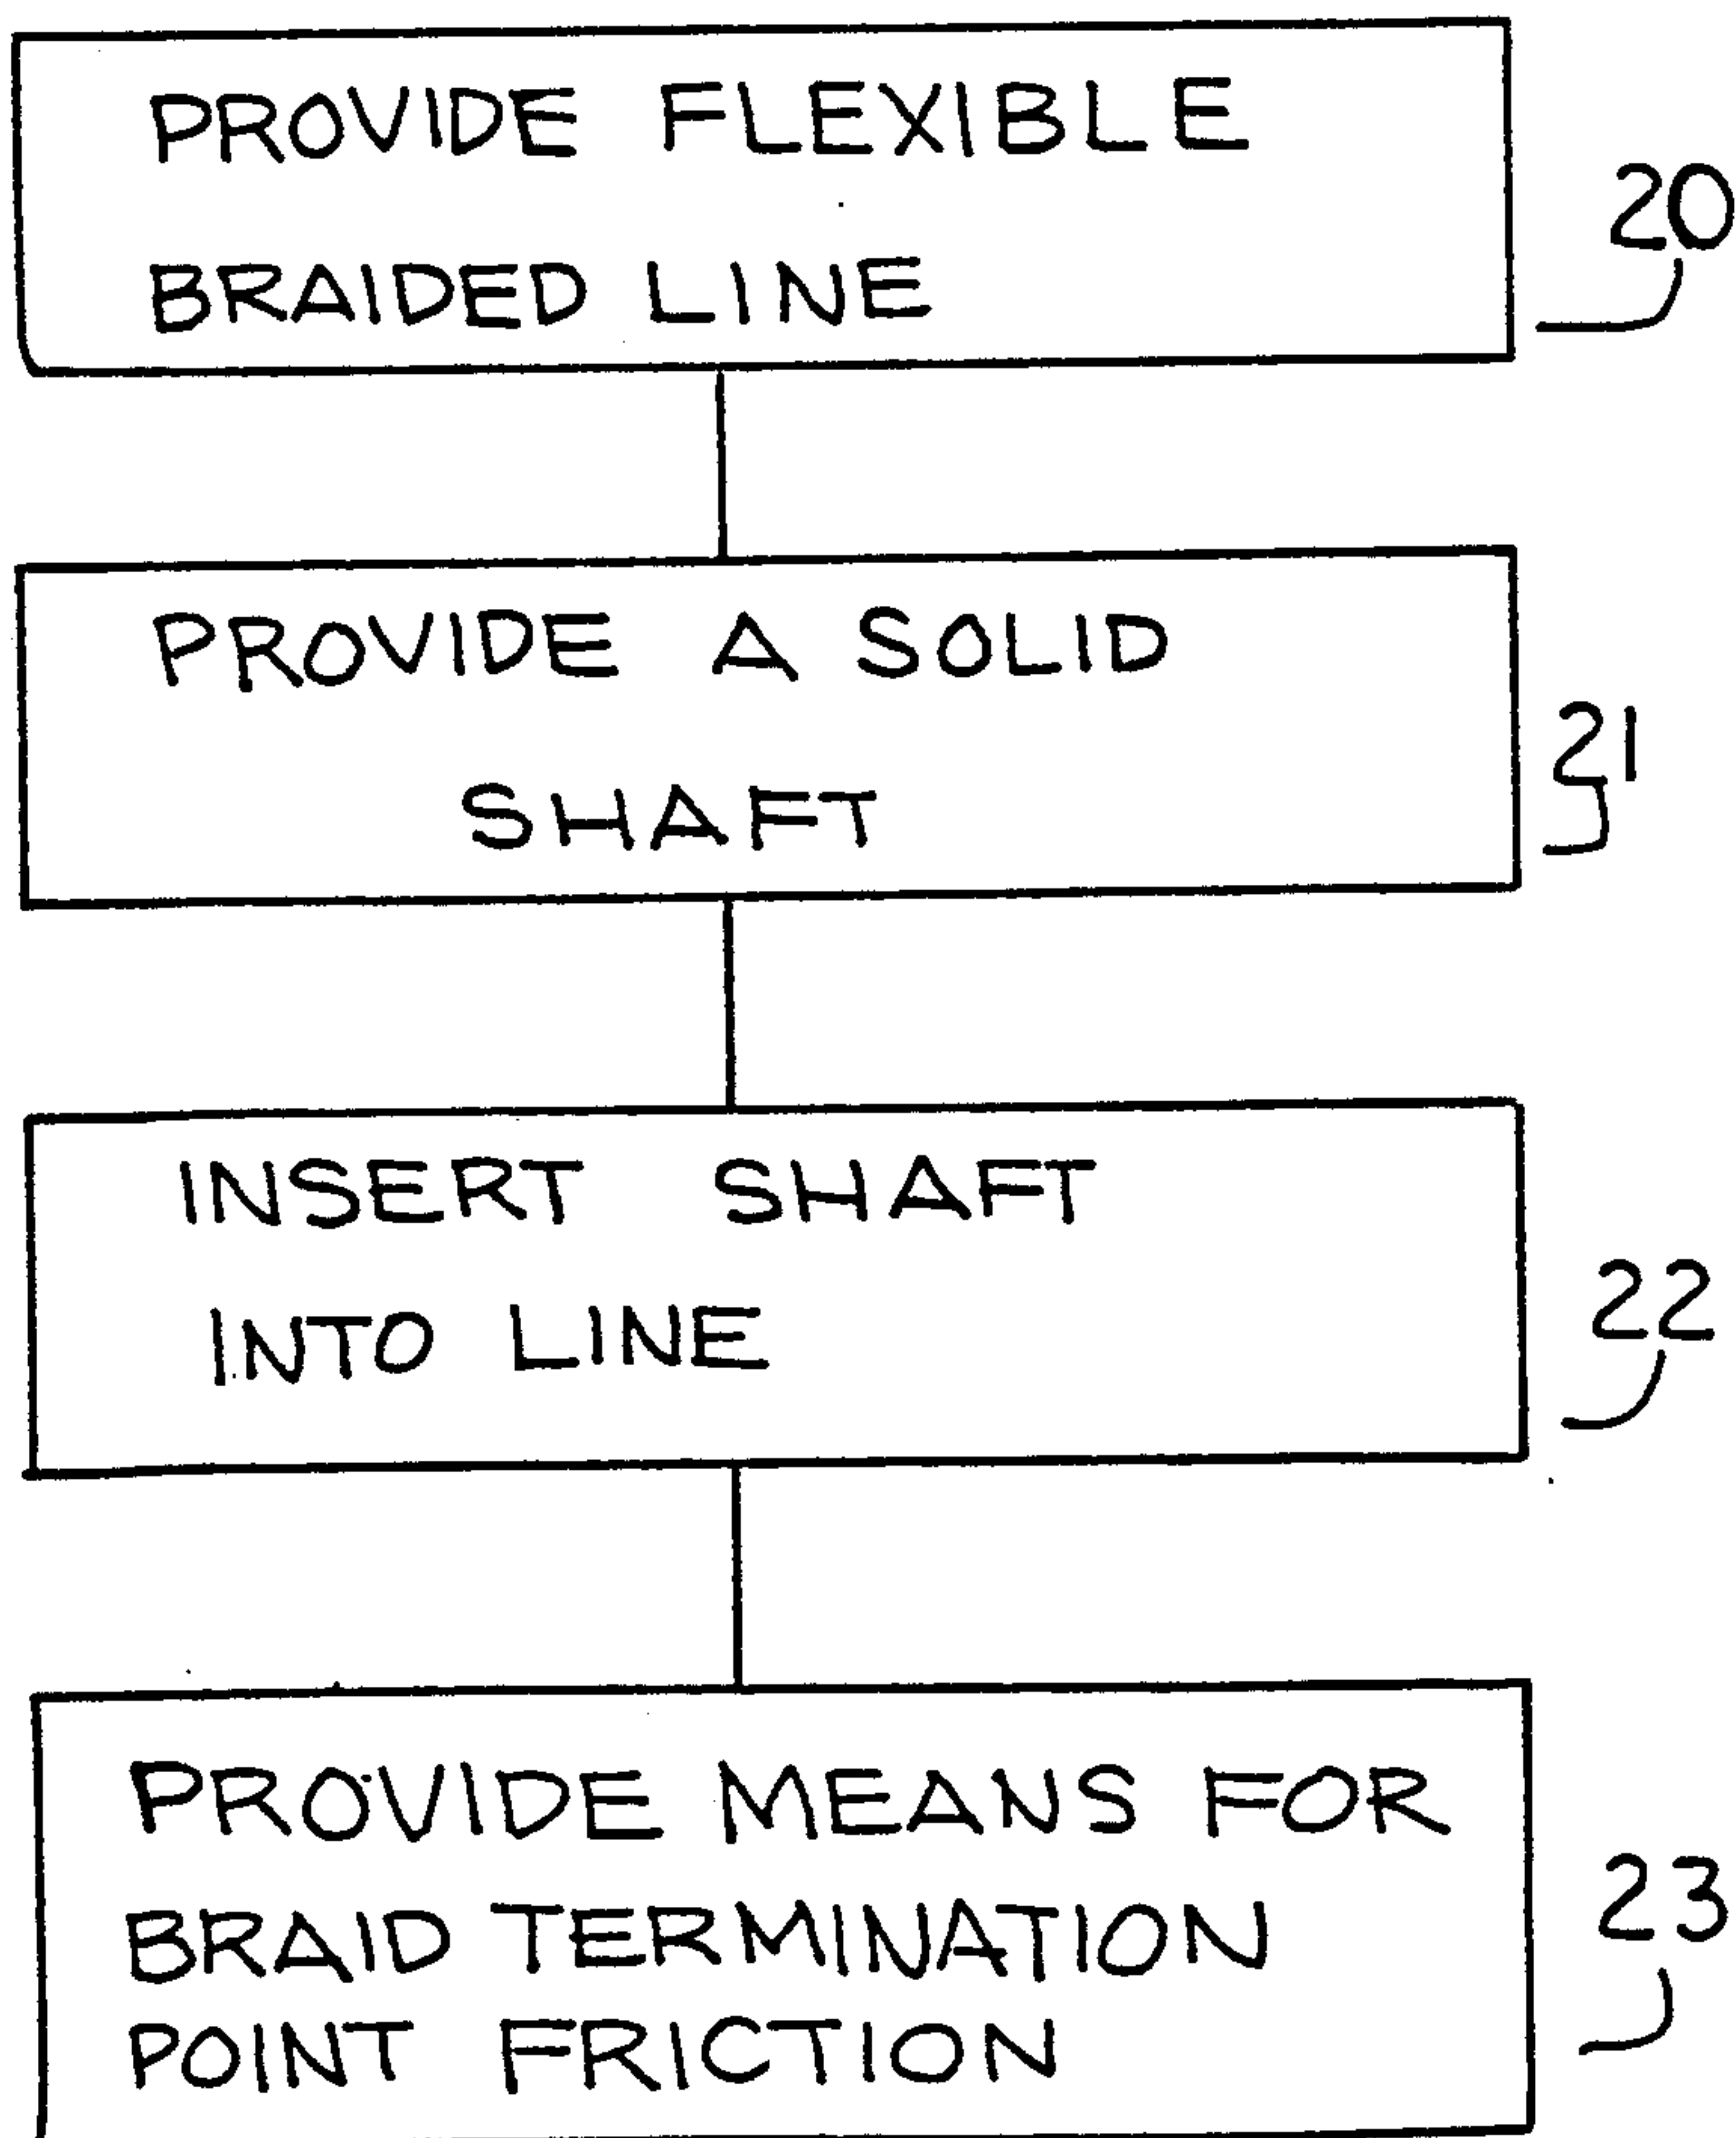 PROVIDE FLEXIBLE
BRAIDED LINE
20
PROVIDE A SOLID
SHAFT
21
INSERT SHAFT
INTO LINE
22
PROVIDE MEANS FOR
BRAID TERMINATION
POINT FRICTION
23